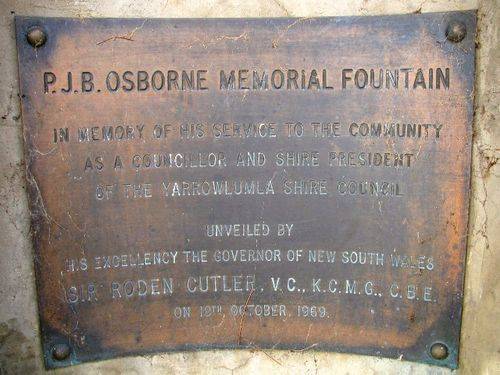 P.J.B. OSBORNE MEMORIAL FOUNTAIN
IN MEMORY OF HIS SERVICE TO THE COMMUNITY
AS A COUNCILLOR AND SHIRE PRESIDENT
OF THE YARROWLUMLA SHIRE COUNCIL
UNVEILED BY
HIS EXCELLENCY THE GOVERNOR OF NEW SOUTH WALES
SIR RODEN CUTLER, V.C., K.C.M.G., C.B.E.
ON 12TH OCTOBER, 1969.